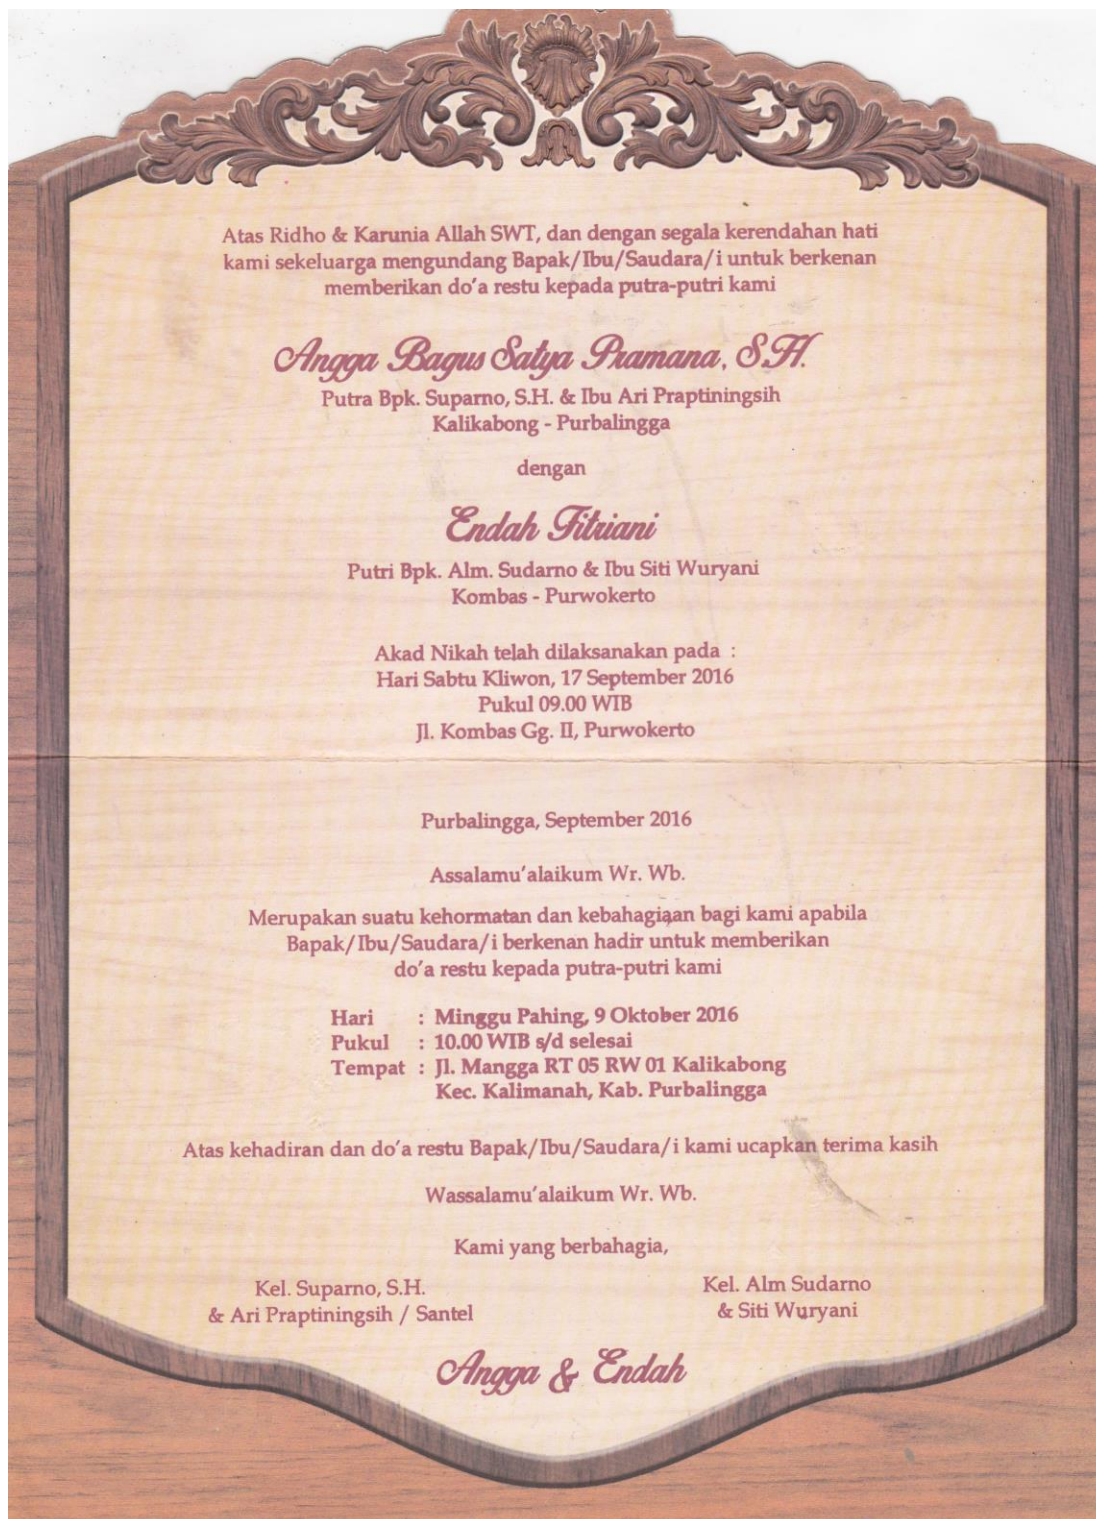 Atas Ridho & Karunia Allah SWT, dan dengan segala kerendahan hati
kami sekeluarga mengundang Bapak/Ibu/Saudara/i untuk berkenan
memberikan do'a restu kepada putra-putri kami
Angga Bagus Satya Pramana, S.H.
Putra Bpk. Suparno, S.H. & Ibu Ari Praptiningsih
Kalikabong - Purbalingga
dengan
Endah Fitriani
Putri Bpk. Alm. Sudarno & Ibu Siti Wuryani
Kombas - Purwokerto
Akad Nikah telah dilaksanakan pada :
Hari Sabtu Kliwon, 17 September 2016
Pukul 09.00 WIB
Jl. Kombas Gg. II, Purwokerto
Purbalingga, September 2016
Assalamu'alaikum Wr. Wb.
Merupakan suatu kehormatan dan kebahagiaan bagi kami apabila
Bapak/Ibu/Saudara/i berkenan hadir untuk memberikan
do'a restu kepada putra-putri kami
Hari : Minggu Pahing, 9 Oktober 2016
Pukul : 10.00 WIB s/d selesai
Tempat : Jl. Mangga RT 05 RW 01 Kalikabong
Kec. Kalimanah, Kab. Purbalingga
Atas kehadiran dan do'a restu Bapak/Ibu/Saudara/i kami ucapkan terima kasih
Wassalamu'alaikum Wr. Wb.
Kami yang berbahagia,
Kel. Suparno, S.H.
& Ari Praptiningsih / Santel
Kel. Alm Sudarno
& Siti Wuryani
Angga & Endah